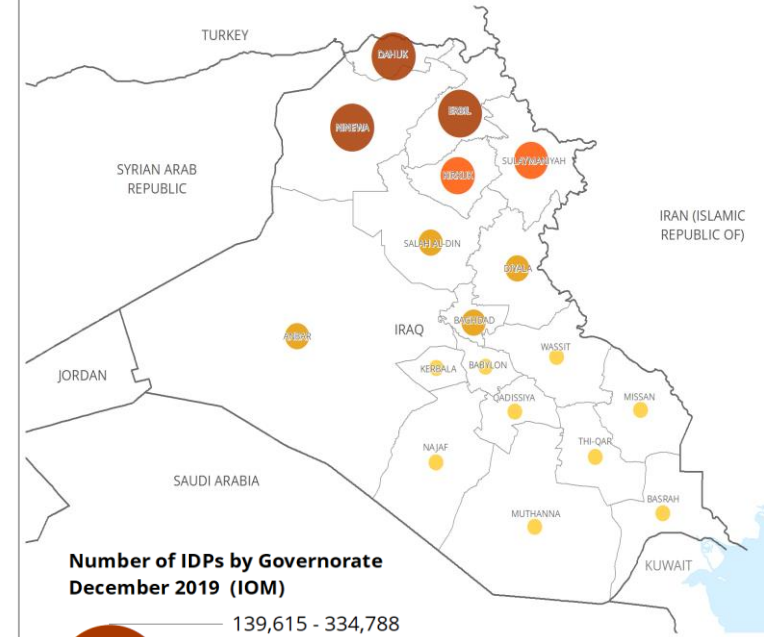 TURKEY
DAHUK
NINEWA
ERBIL
SYRIAN ARAB
REPUBLIC
SULAYMANIYAH
KIRKUK
IRAN (ISLAMIC
REPUBLIC OF)
SALAH AL-DIN
DIYALA
BAGHDAD
IRAQ
ANBAR
WASSIT
KERBALA
BABYLON
JORDAN
QADISSIYA
MISSAN
NAJAF
THI-QAR
SAUDI ARABIA
BASRAH
MUTHANNA
KUWAIT
Number of IDPs by Governorate
December 2019 (IOM)
139,615 - 334,788